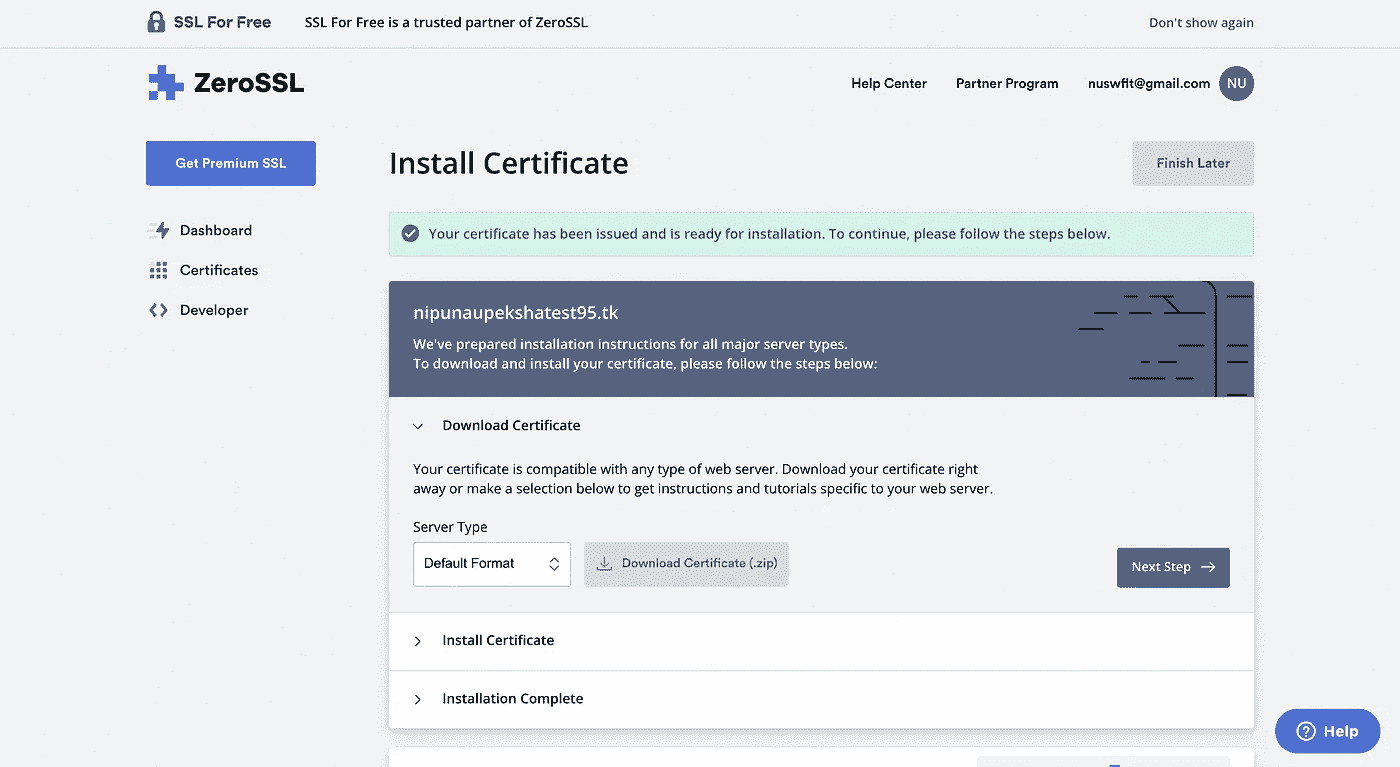 SSL For Free
SSL For Free is a trusted partner of ZeroSSL
Don't show again
ZeroSSL
Help Center
Partner Program
nuswflt@gmail.com
NU
Get Premium SSL
Install Certificate
Finish Later
Dashboard
Certificates
Developer
Your certificate has been issued and is ready for installation. To continue, please follow the steps below.
nipunaupekshatest95.tk
We've prepared installation instructions for all major server types.
To download and install your certificate, please follow the steps below:
Download Certificate
Your certificate is compatible with any type of web server. Download your certificate right
away or make a selection below to get instructions and tutorials specific to your web server.
Server Type
Default Format
Download Certificate (.zip)
Next Step
Install Certificate
Installation Complete
Help